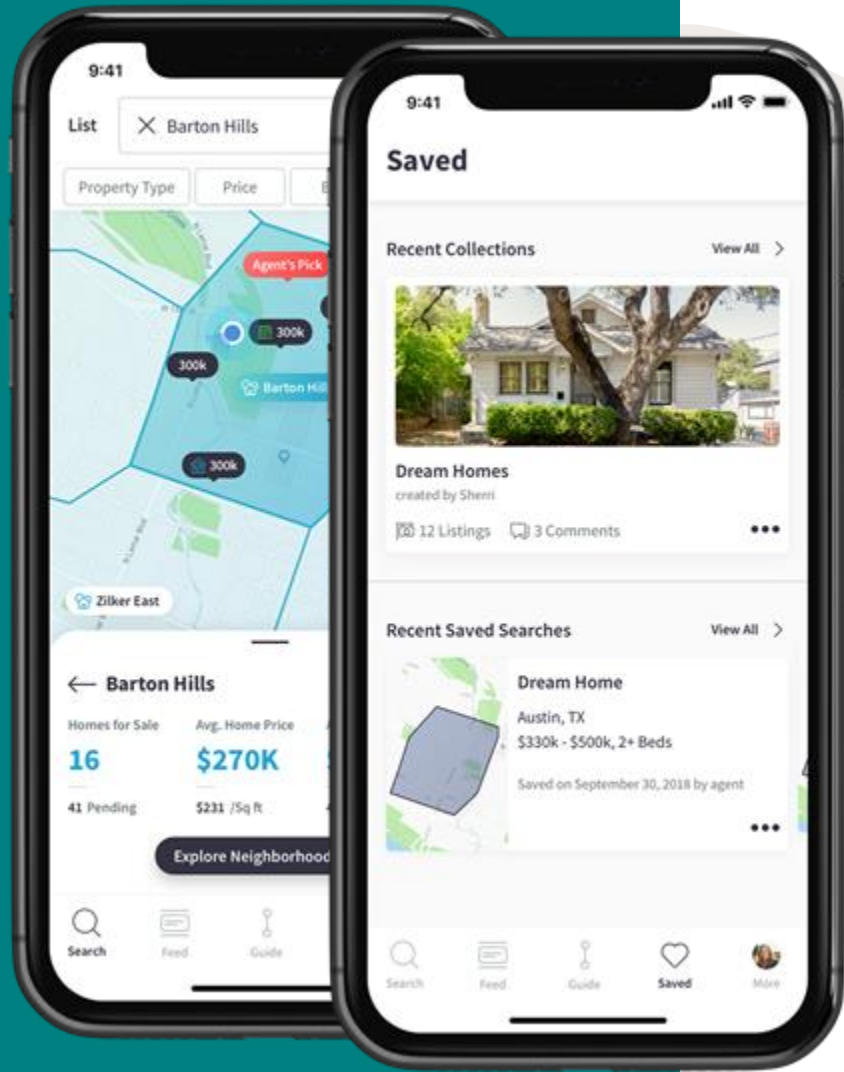 9:41
List
Barton Hills
Property Type
Price
Agent's Pick
300k
300k
Barton Hill
300k
N Lamar Blvd
Zilker East
Barton Hills
Homes for Sale
Avg. Home Price
16
$270K
41 Pending
$231 /Sq ft
Explore Neighborhood
Search
Feed
Guide
9:41
Saved
Recent Collections
View All
Dream Homes
created by Sherri
12 Listings
3 Comments
Recent Saved Searches
View All
Dream Home
Austin, TX
$330k - $500k, 2+ Beds
Saved on September 30, 2018 by agent
Search
Feed
Guide
Saved
More